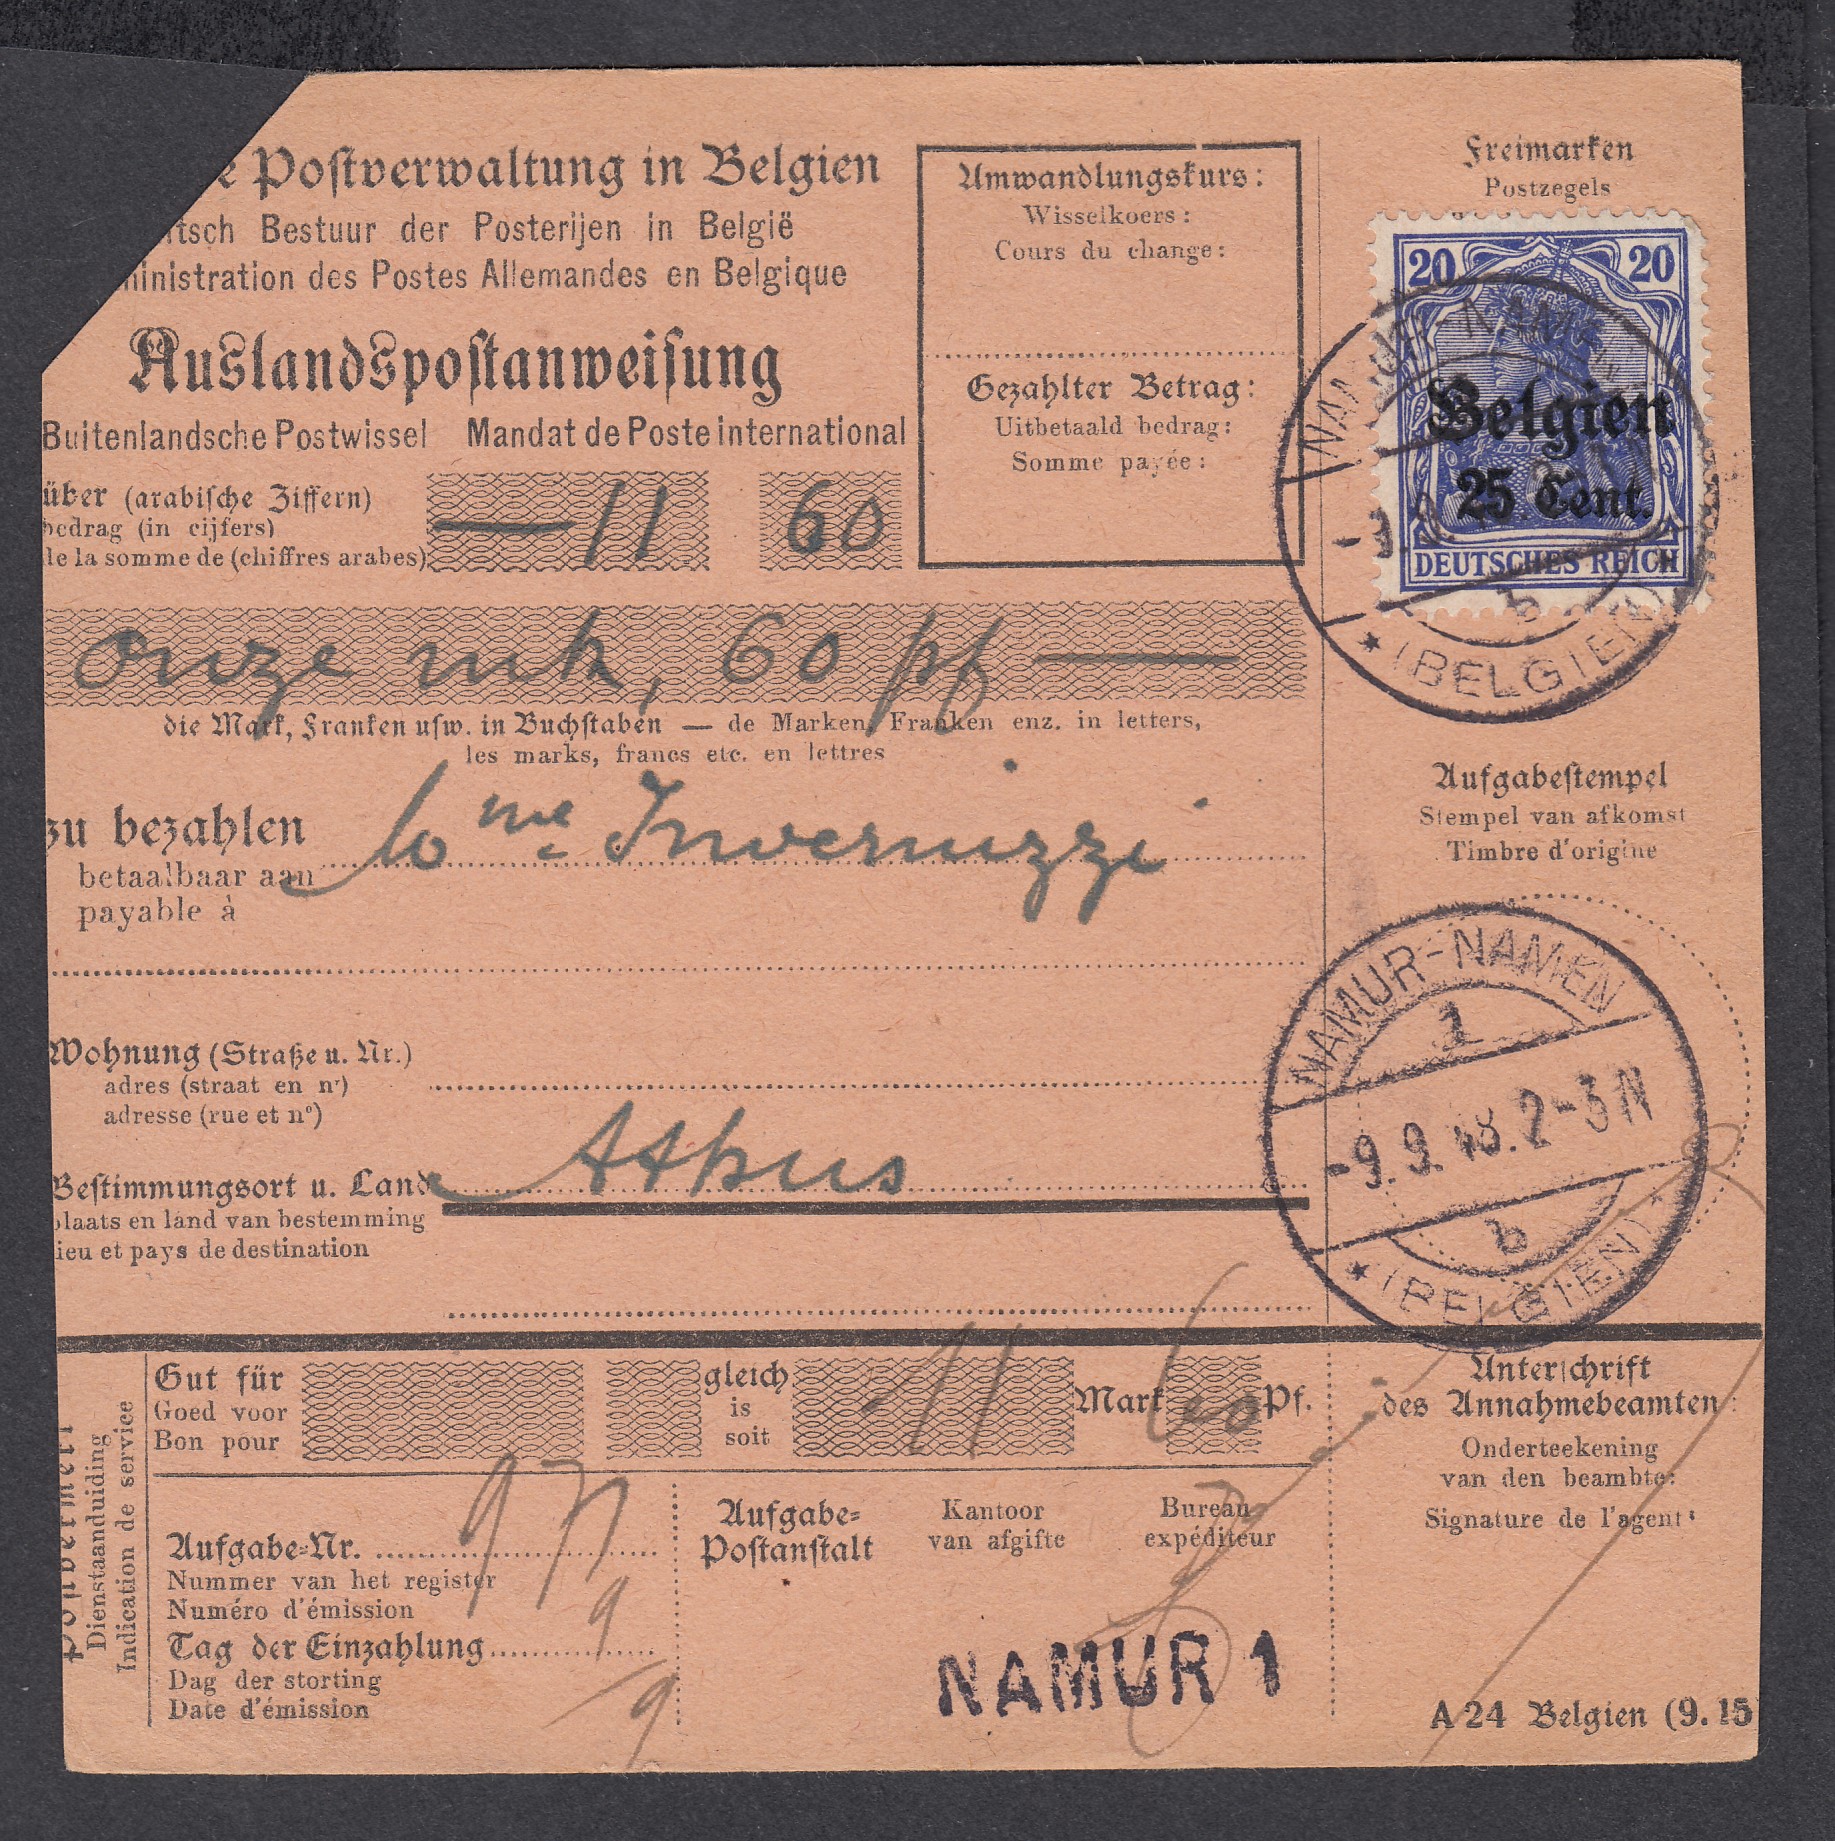 e Postverwaltung in Belgien
tsch Bestuur der Posterijen in België
ministration des Postes Allemandes en Belgique
Auslandspostanweisung
Buitenlandsche Postwissel Mandat de Poste international
über (arabische Ziffern)
bedrag (in cijfers)
de la somme de (chiffres arabes)
— 11 60
Umwandlungskurs:
Wisselkoers:
Cours du change:
Gezahlter Betrag:
Uitbetaald bedrag:
Somme payée:
Freimarken
Postzegels
20 20
Belgien
25 Cent.
DEUTSCHES REICH
b
* (BELGIEN)
onze mk, 60 pf —
die Mark, Franken usw. in Buchstaben — de Marken, Franken enz. in letters,
les marks, francs etc. en lettres
zu bezahlen
betaalbaar aan
payable à
me Invernizzi
Aufgabestempel
Stempel van afkomst
Timbre d'origine
NAMUR-NAMEN
1
-9.9.18.2-3N
b
* (BELGIEN) *
Wohnung (Straße u. Nr.)
adres (straat en nr)
adresse (rue et no)
Bestimmungsort u. Land
plaats en land van bestemming
lieu et pays de destination
Athus
Postvermerk
Dienstaanduiding
Indication de service
Gut für
Goed voor
Bon pour
gleich
is
soit
11 Mark 60 Pf.
Unterschrift
des Annahmebeamten:
Onderteekening
van den beambte:
Signature de l'agent:
Aufgabe-Nr.
Nummer van het register
Numéro d'émission
Tag der Einzahlung
Dag der storting
Date d'émission
9/9
Aufgabe-
Postanstalt
Kantoor
van afgifte
Bureau
expéditeur
NAMUR 1
A 24 Belgien (9. 15